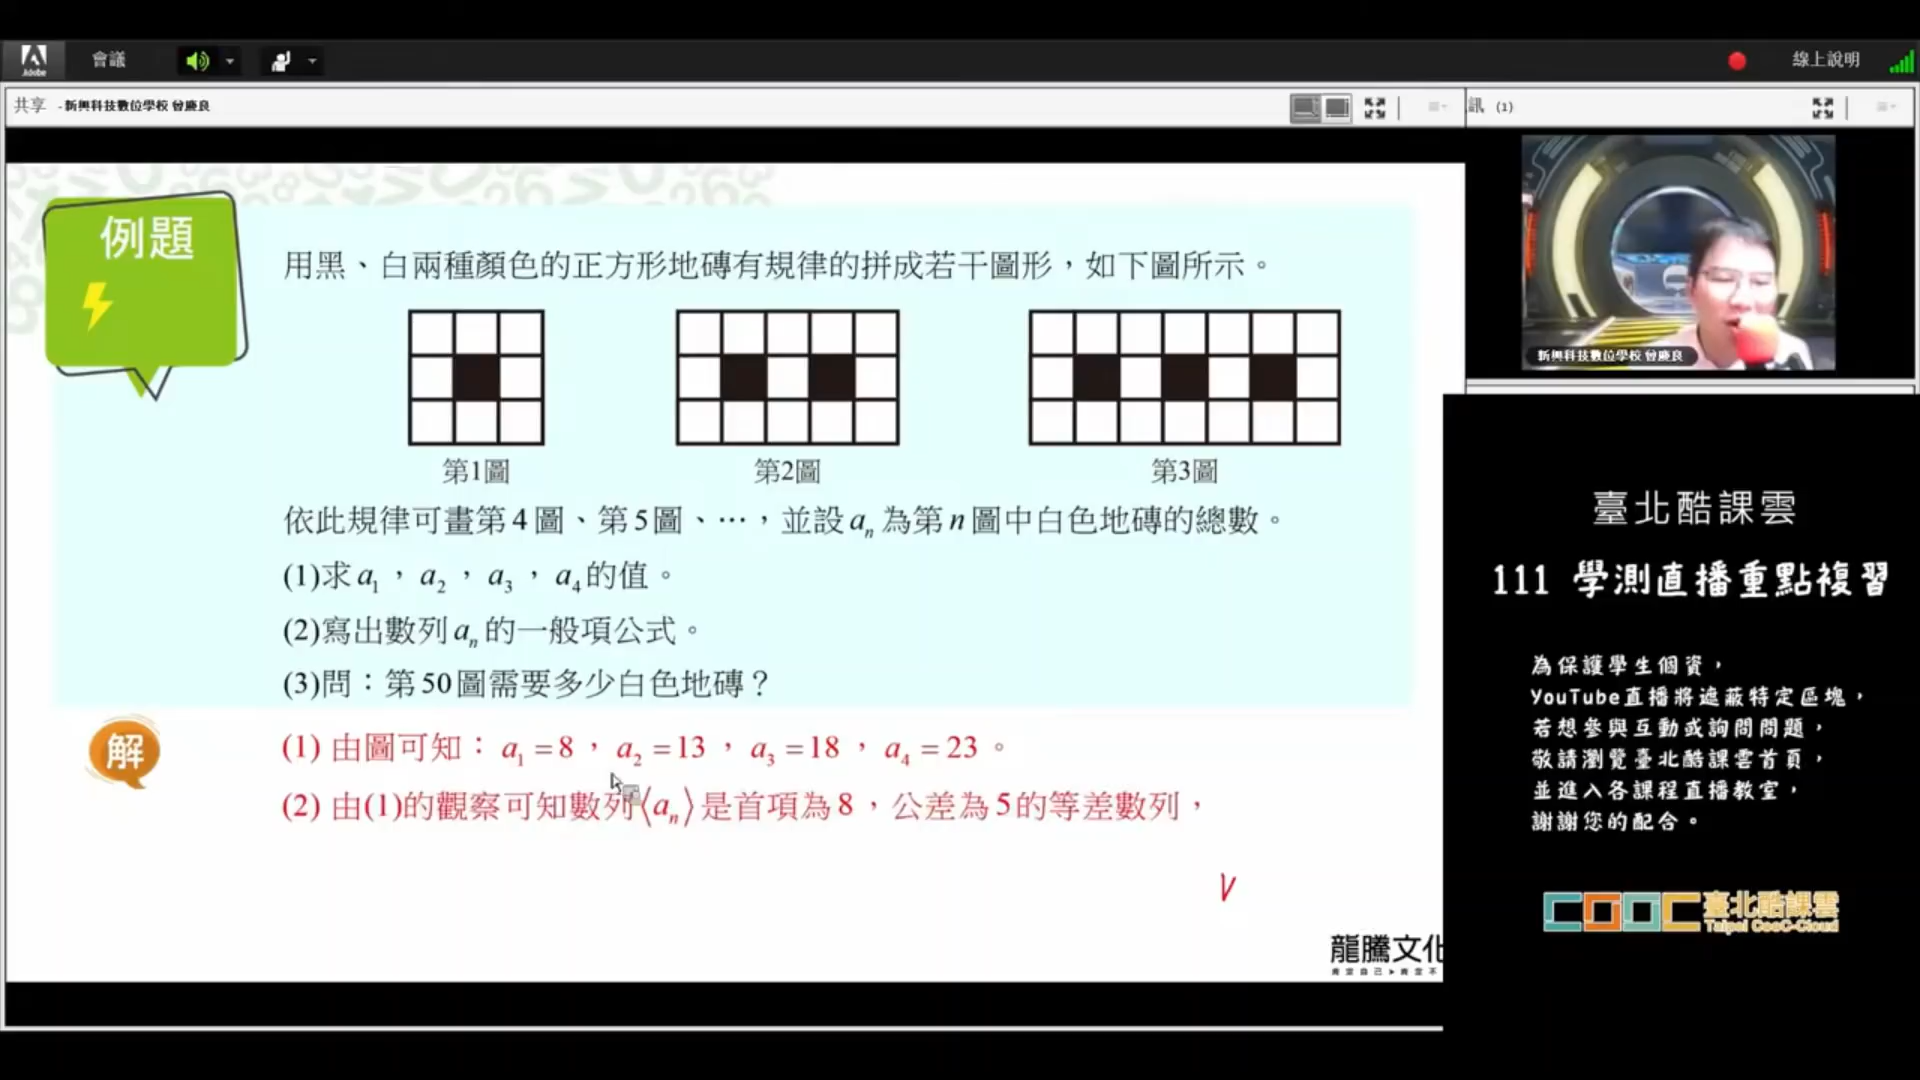 Adobe
會議
線上說明
共享 - 新興科技數位學校 曾慶良
訊 (1)
例題
用黑、白兩種顏色的正方形地磚有規律的拼成若干圖形，如下圖所示。
第1圖
第2圖
第3圖
依此規律可畫第4圖、第5圖、⋯，並設 aₙ 為第 n 圖中白色地磚的總數。
(1)求 a₁，a₂，a₃，a₄的值。
(2)寫出數列 aₙ 的一般項公式。
(3)問：第50圖需要多少白色地磚？
解
(1) 由圖可知：a₁ = 8，a₂ = 13，a₃ = 18，a₄ = 23。
(2) 由(1)的觀察可知數列⟨aₙ⟩是首項為8，公差為5的等差數列，
龍騰文化
新興科技數位學校 曾慶良
臺北酷課雲
111 學測直播重點複習
為保護學生個資，
YouTube直播將遮蔽特定區塊，
若想參與互動或詢問問題，
敬請瀏覽臺北酷課雲首頁，
並進入各課程直播教室，
謝謝您的配合。
COOC 臺北酷課雲
Taipei CooC-Cloud